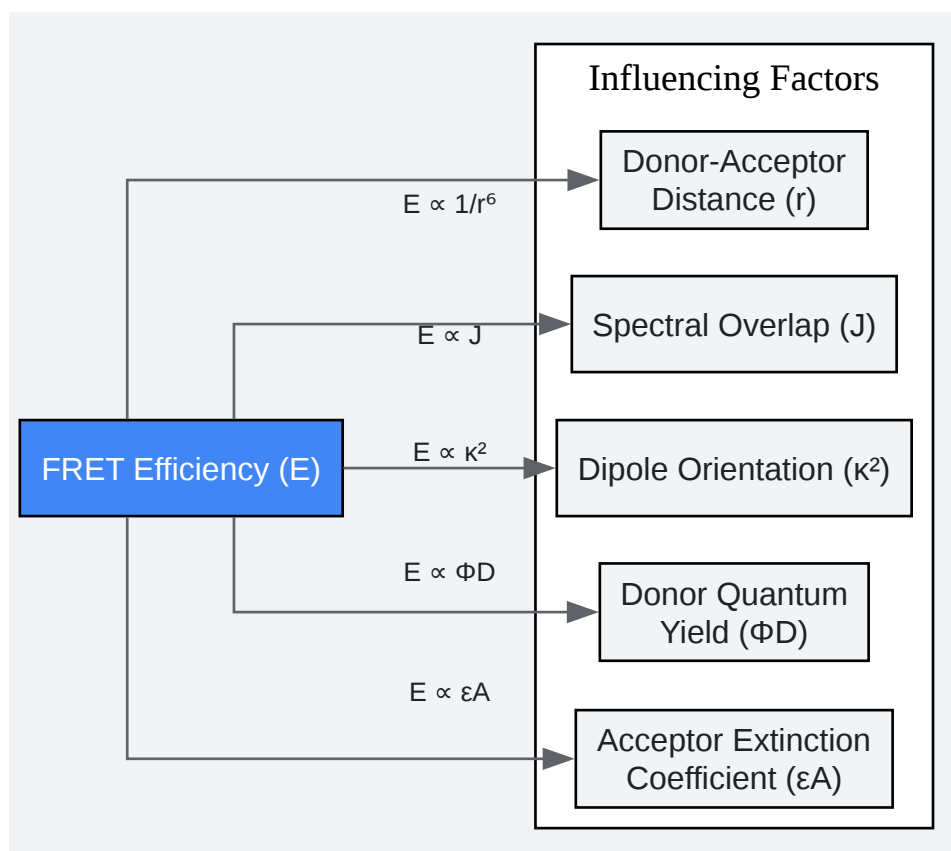 Influencing Factors
Donor-Acceptor
Distance (r)
E ∝ 1/r⁶
Spectral Overlap (J)
E ∝ J
E ∝ κ²
FRET Efficiency (E)
Dipole Orientation (κ²)
E ∝ ΦD
Donor Quantum
Yield (ΦD)
E ∝ εA
Acceptor Extinction
Coefficient (εA)